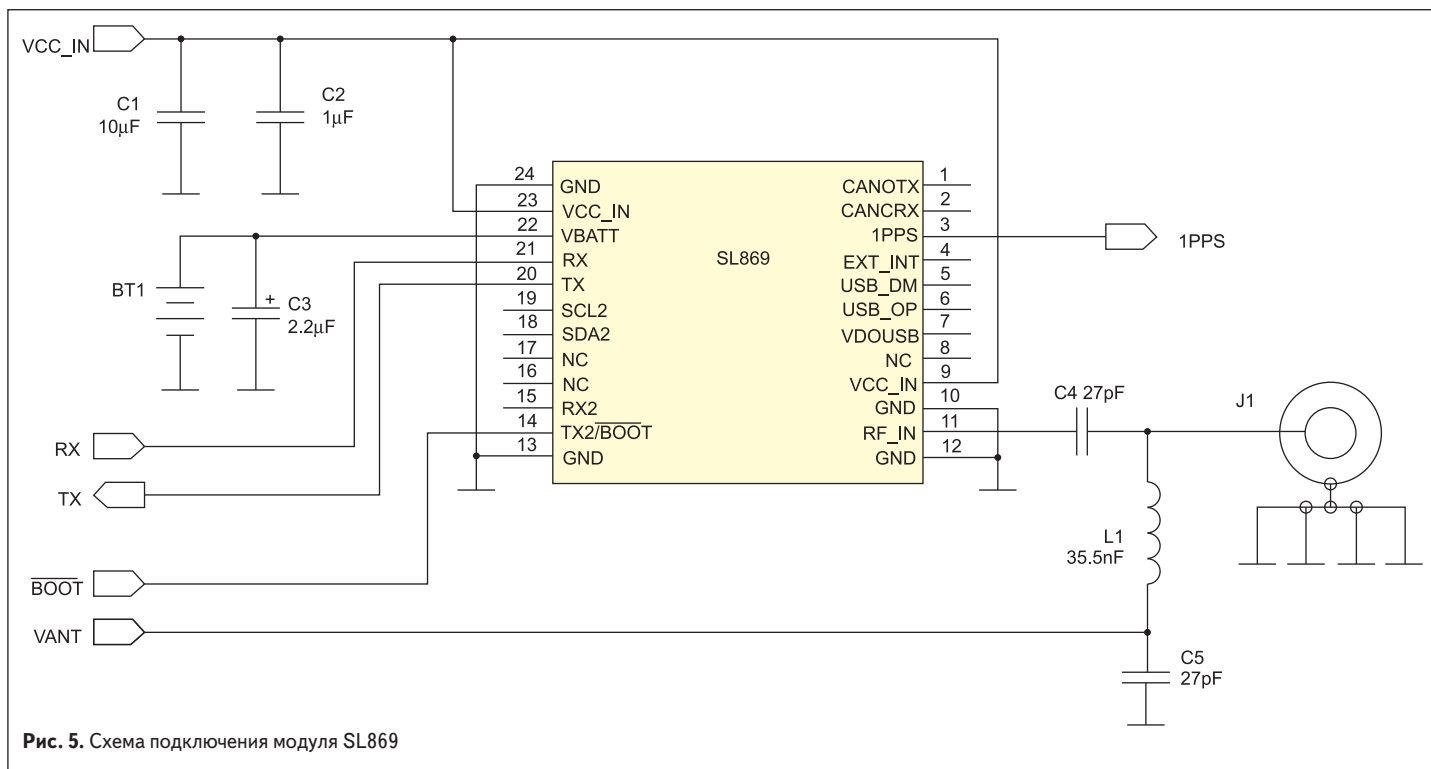 VCC_IN
C1
10µF
C2
1µF
BT1
C3
2.2µF
+
RX
TX
BOOT
VANT
SL869
24 GND
23 VCC_IN
22 VBATT
21 RX
20 TX
19 SCL2
18 SDA2
17 NC
16 NC
15 RX2
14 TX2/BOOT
13 GND
CANOTX 1
CANCRX 2
1PPS 3
EXT_INT 4
USB_DM 5
USB_OP 6
VDOUSB 7
NC 8
VCC_IN 9
GND 10
RF_IN 11
GND 12
1PPS
C4 27pF
J1
L1
35.5nF
C5
27pF
Рис. 5. Схема подключения модуля SL869